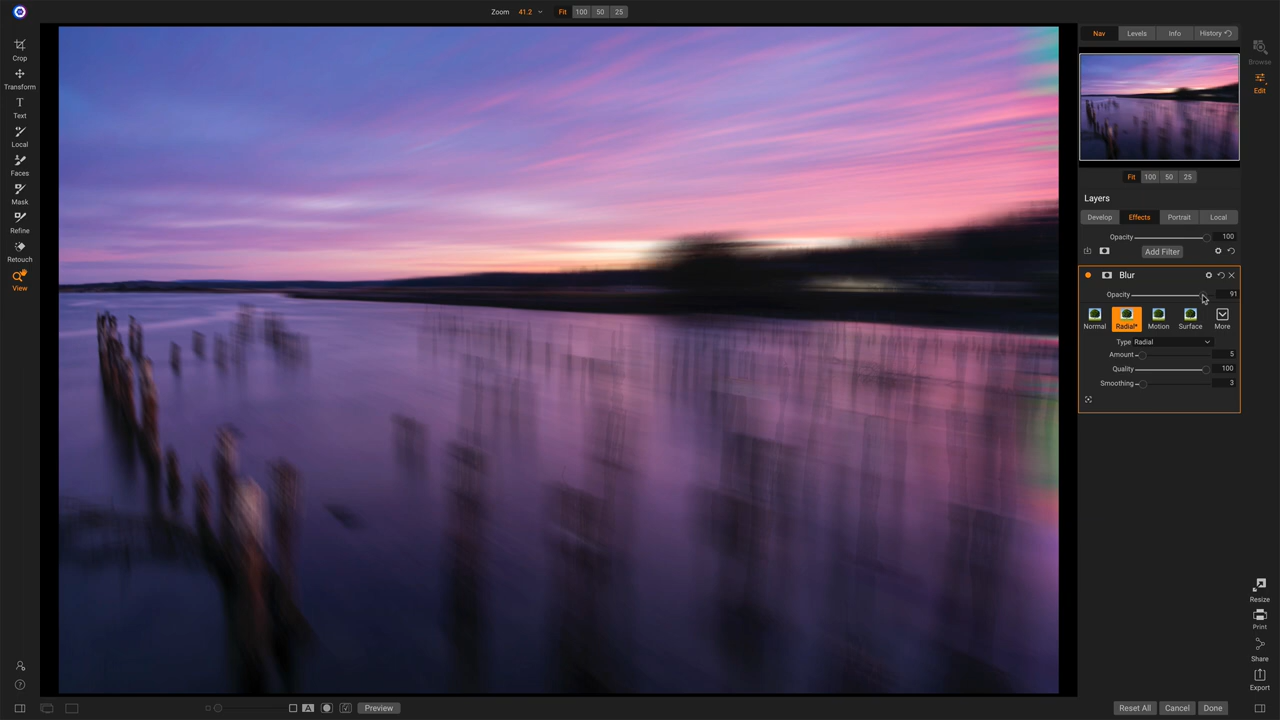 Zoom 41.2 Fit 100 50 25
Crop
Transform
Text
Local
Faces
Mask
Refine
Retouch
View
Nav Levels Info History
Browse
Edit
Fit 100 50 25
Layers
Develop Effects Portrait Local
Opacity 100
Add Filter
Blur
Opacity 91
Normal Radial* Motion Surface More
Type Radial
Amount 5
Quality 100
Smoothing 3
Resize
Print
Share
Export
A Preview
Reset All Cancel Done